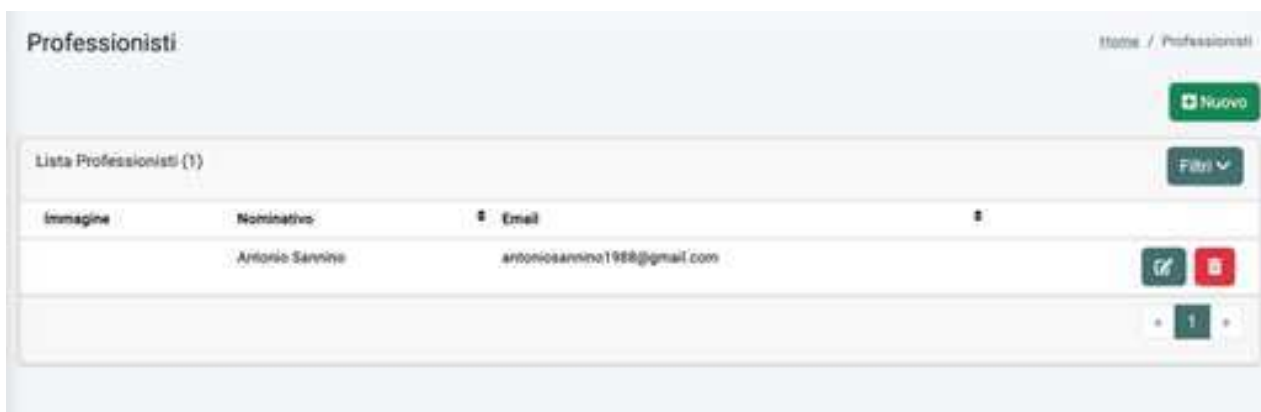 Professionisti
Home / Professionisti
Nuovo
Lista Professionisti (1)
Filtri
Immagine Nominativo Email
Antonio Sannino antoniosannino1988@gmail.com
« 1 »